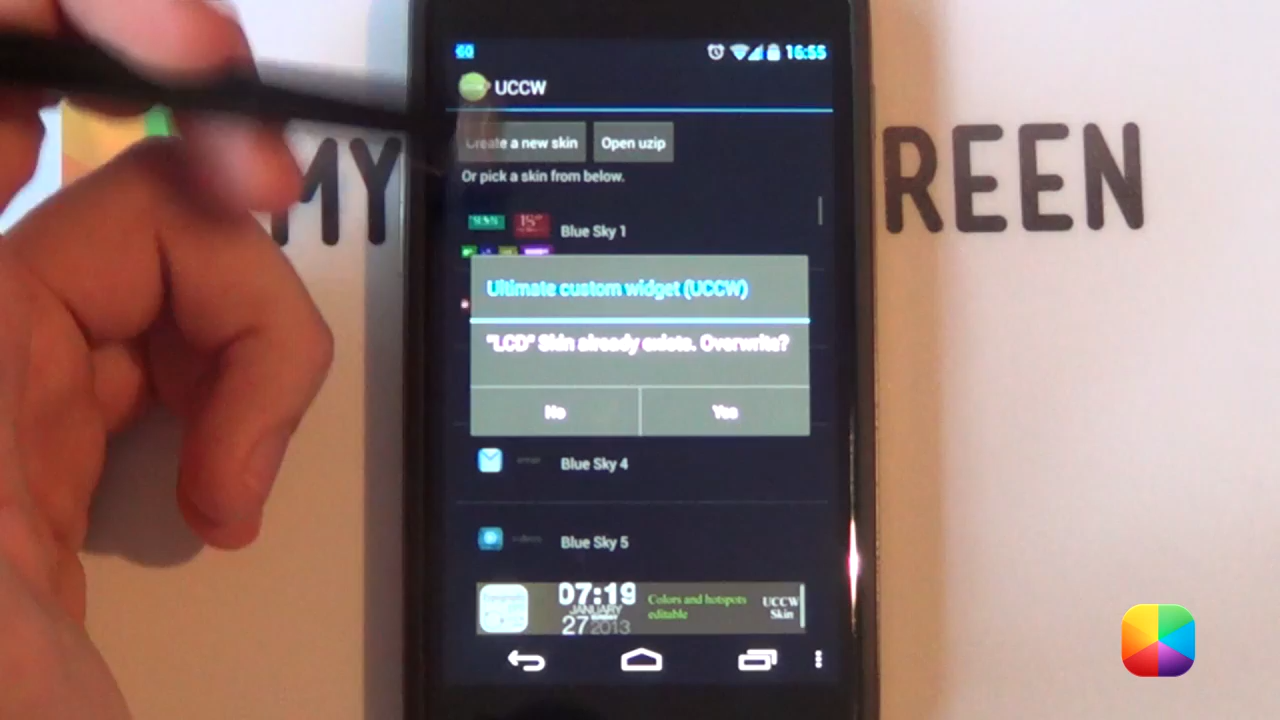 60
16:55
UCCW
MY
REEN
Create a new skin
Open uzip
Or pick a skin from below.
Blue Sky 1
Ultimate custom widget (UCCW)
"LCD" Skin already exists. Overwrite?
No
Yes
Blue Sky 4
Blue Sky 5
07:19
JANUARY
27 2013
Colors and hotspots
editable
UCCW
Skin